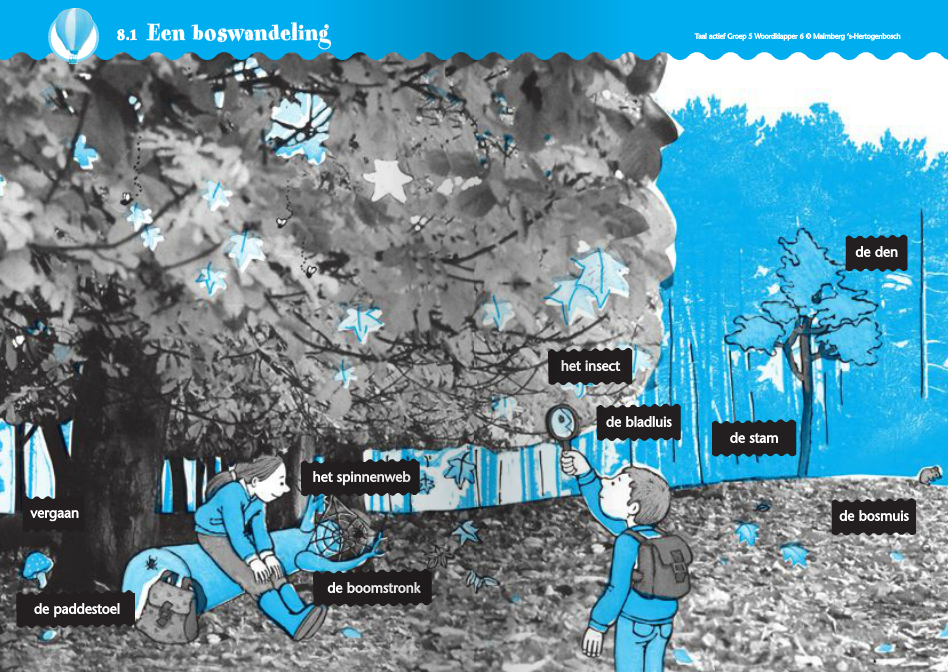 8.1 Een boswandeling
Taal actief Groep 5 Woordklapper 6 © Malmberg 's-Hertogenbosch
de den
het insect
de bladluis
de stam
het spinnenweb
vergaan
de bosmuis
de boomstronk
de paddestoel